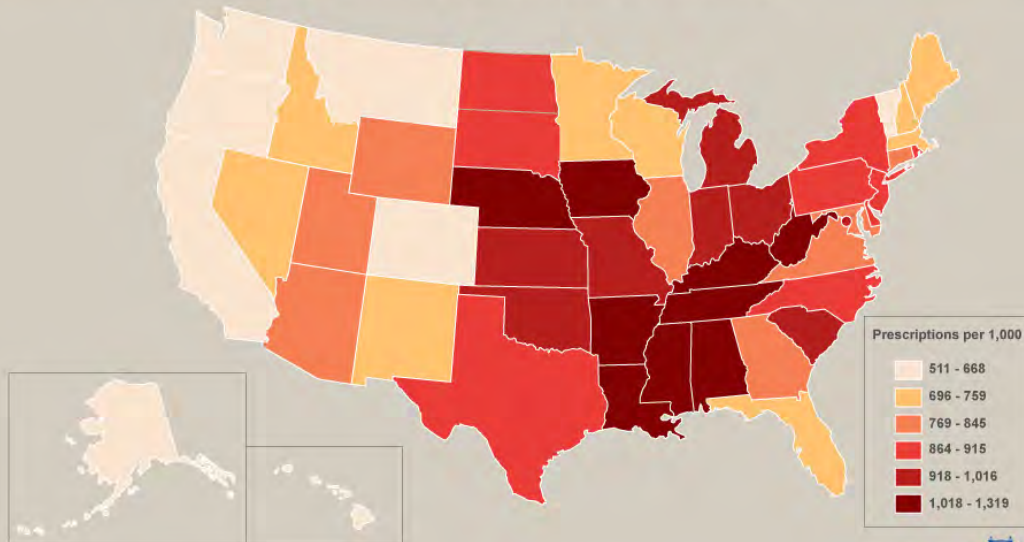 Prescriptions per 1,000
511 - 668
696 - 759
769 - 845
864 - 915
918 - 1,016
1,018 - 1,319